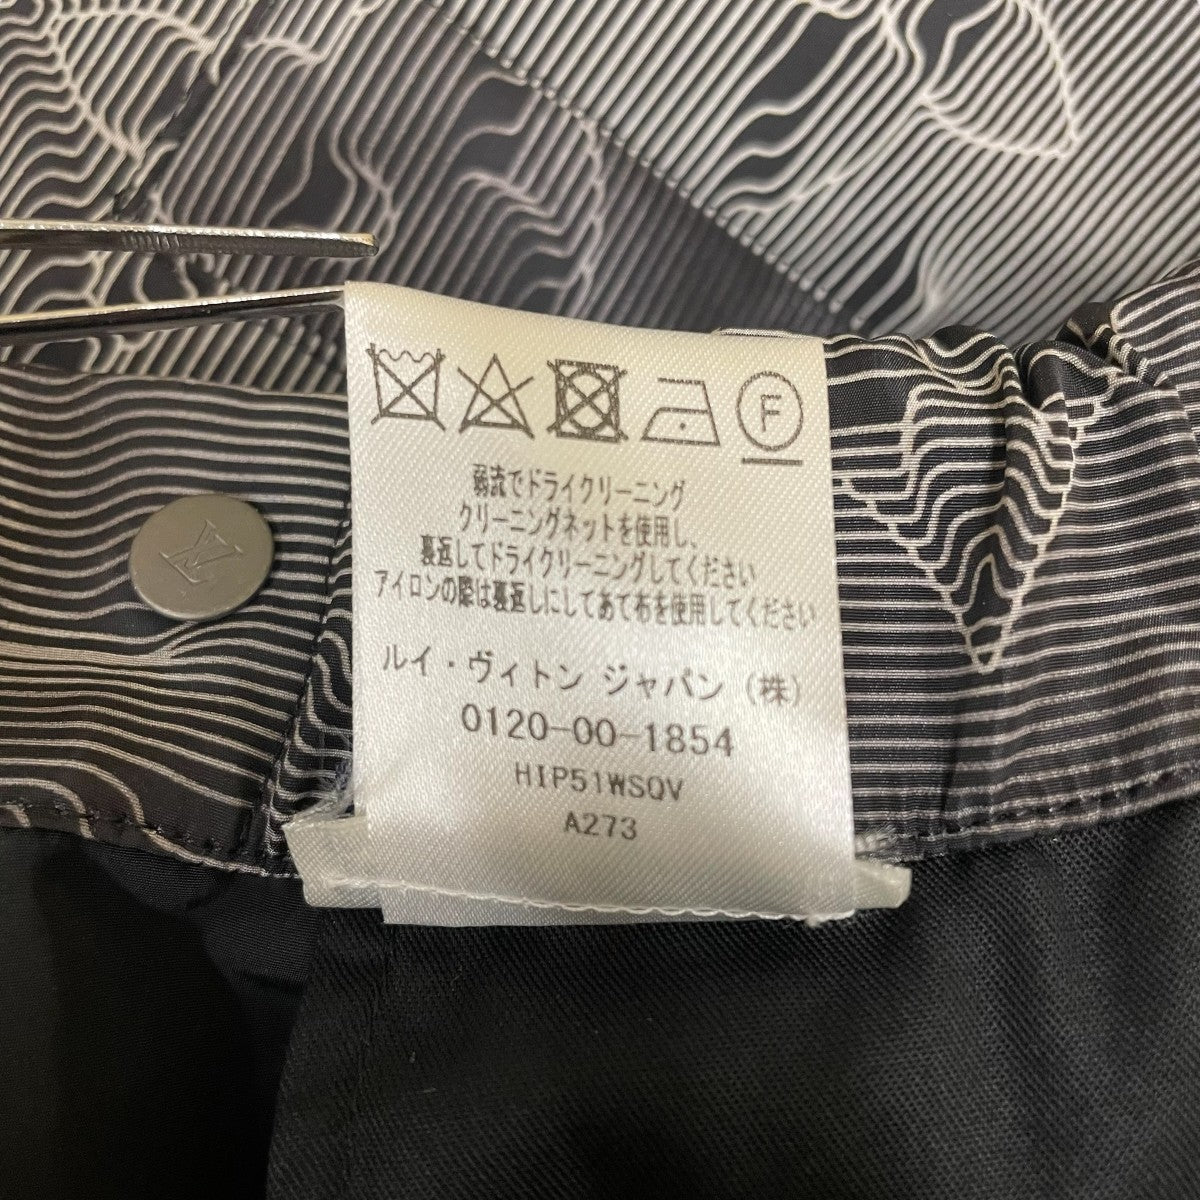 F
弱流でドライクリーニング
クリーニングネットを使用し、
裏返してドライクリーニングしてください
アイロンの際は裏返しにしてあて布を使用してください
ルイ・ヴィトン ジャパン (株)
0120-00-1854
HIP51WSQV
A273
LV